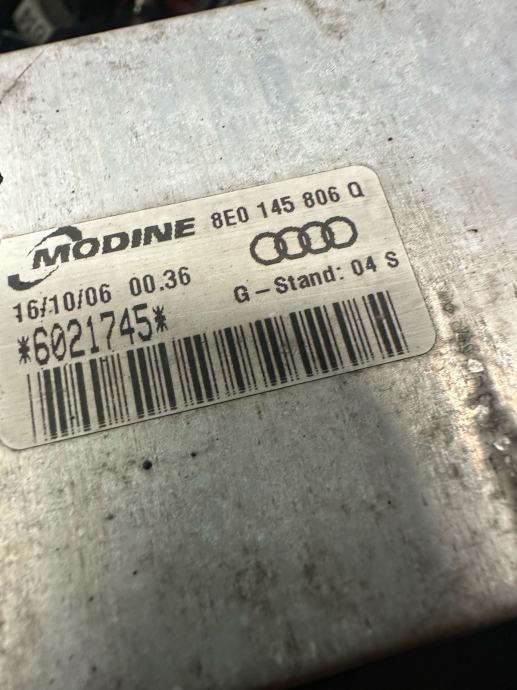 MODINE 8E0 145 806 Q
16/10/06 00.36
G-Stand: 04 S
*6021745*